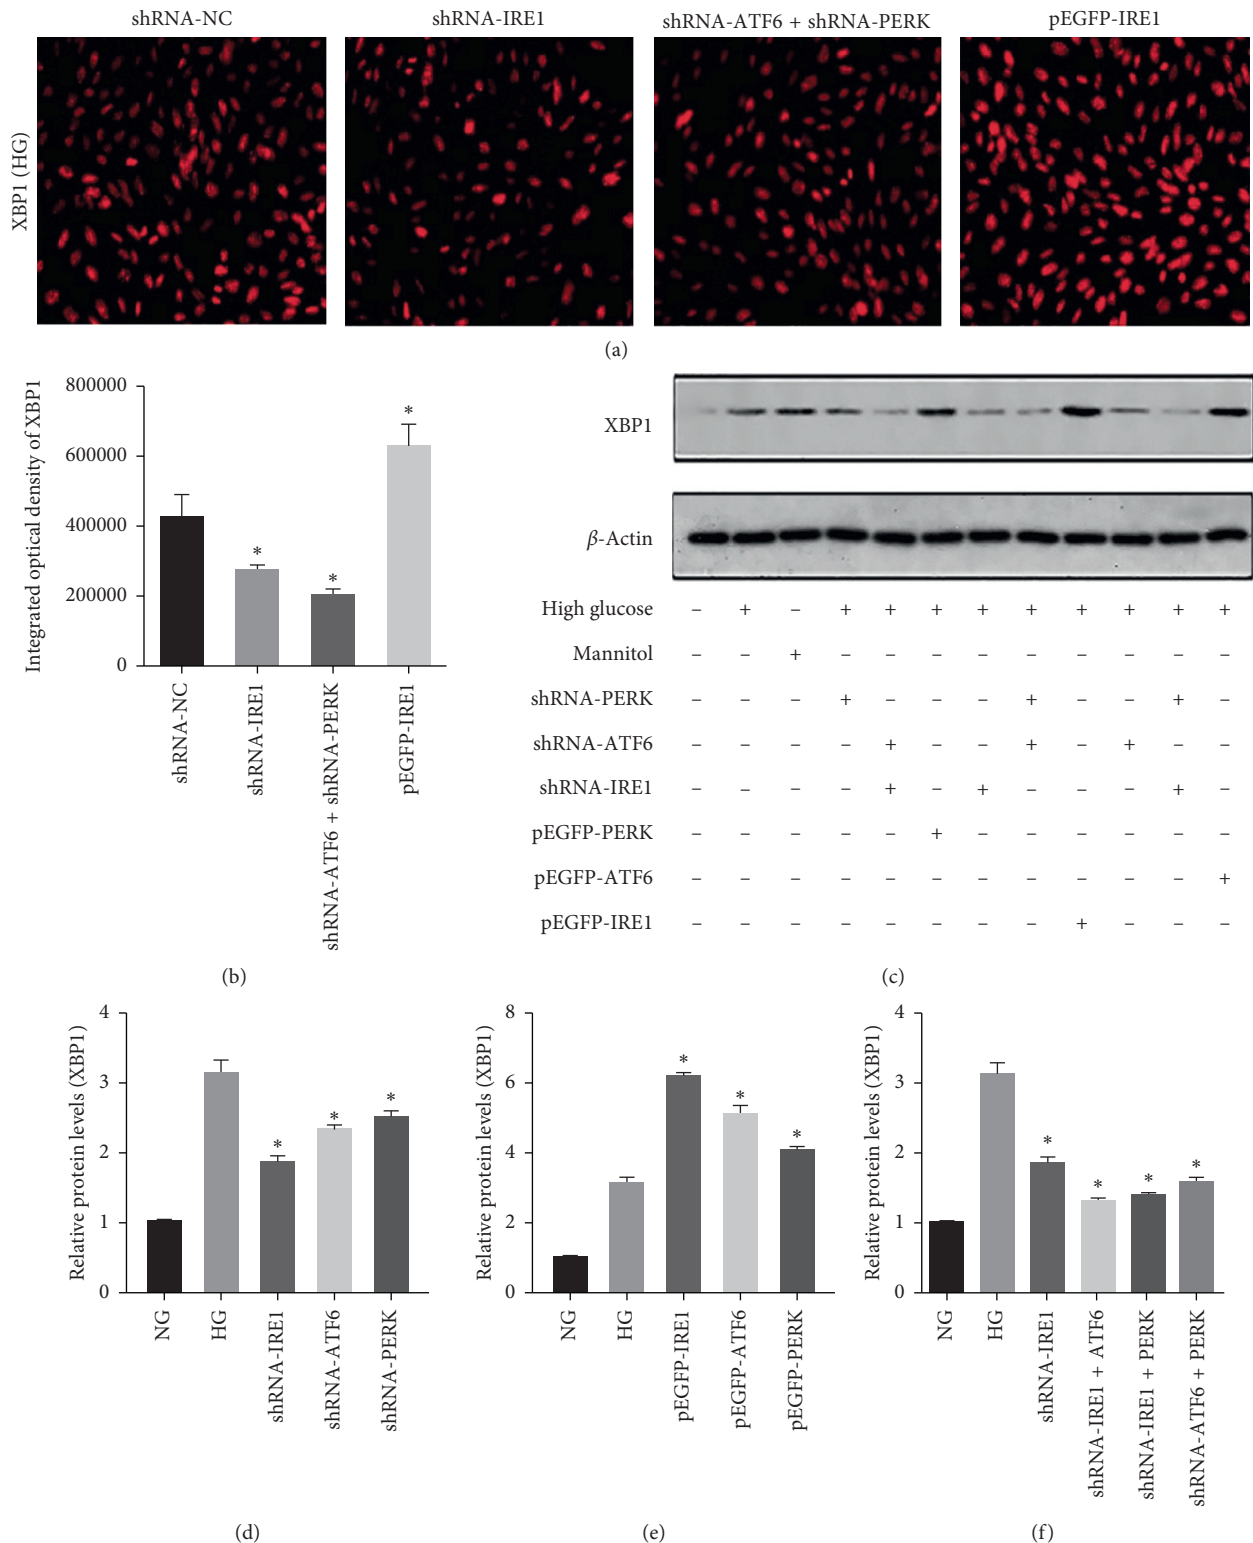 shRNA-NC
shRNA-IRE1
shRNA-ATF6 + shRNA-PERK
pEGFP-IRE1
XBP1 (HG)
(a)
Integrated optical density of XBP1
800000
600000
400000
200000
0
*
*
*
shRNA-NC
shRNA-IRE1
shRNA-ATF6 + shRNA-PERK
pEGFP-IRE1
(b)
XBP1
β-Actin
High glucose – + – + + + + + + + + +
Mannitol – – + – – – – – – – – –
shRNA-PERK – – – + – – – + – – + –
shRNA-ATF6 – – – – + – – + – + – –
shRNA-IRE1 – – – – + – + – – – + –
pEGFP-PERK – – – – – + – – – – – –
pEGFP-ATF6 – – – – – – – – – – – +
pEGFP-IRE1 – – – – – – – – + – – –
(c)
Relative protein levels (XBP1)
4
3
2
1
0
*
*
*
NG
HG
shRNA-IRE1
shRNA-ATF6
shRNA-PERK
(d)
Relative protein levels (XBP1)
8
6
4
2
0
*
*
*
NG
HG
pEGFP-IRE1
pEGFP-ATF6
pEGFP-PERK
(e)
Relative protein levels (XBP1)
4
3
2
1
0
*
*
*
*
NG
HG
shRNA-IRE1
shRNA-IRE1 + ATF6
shRNA-IRE1 + PERK
shRNA-ATF6 + PERK
(f)